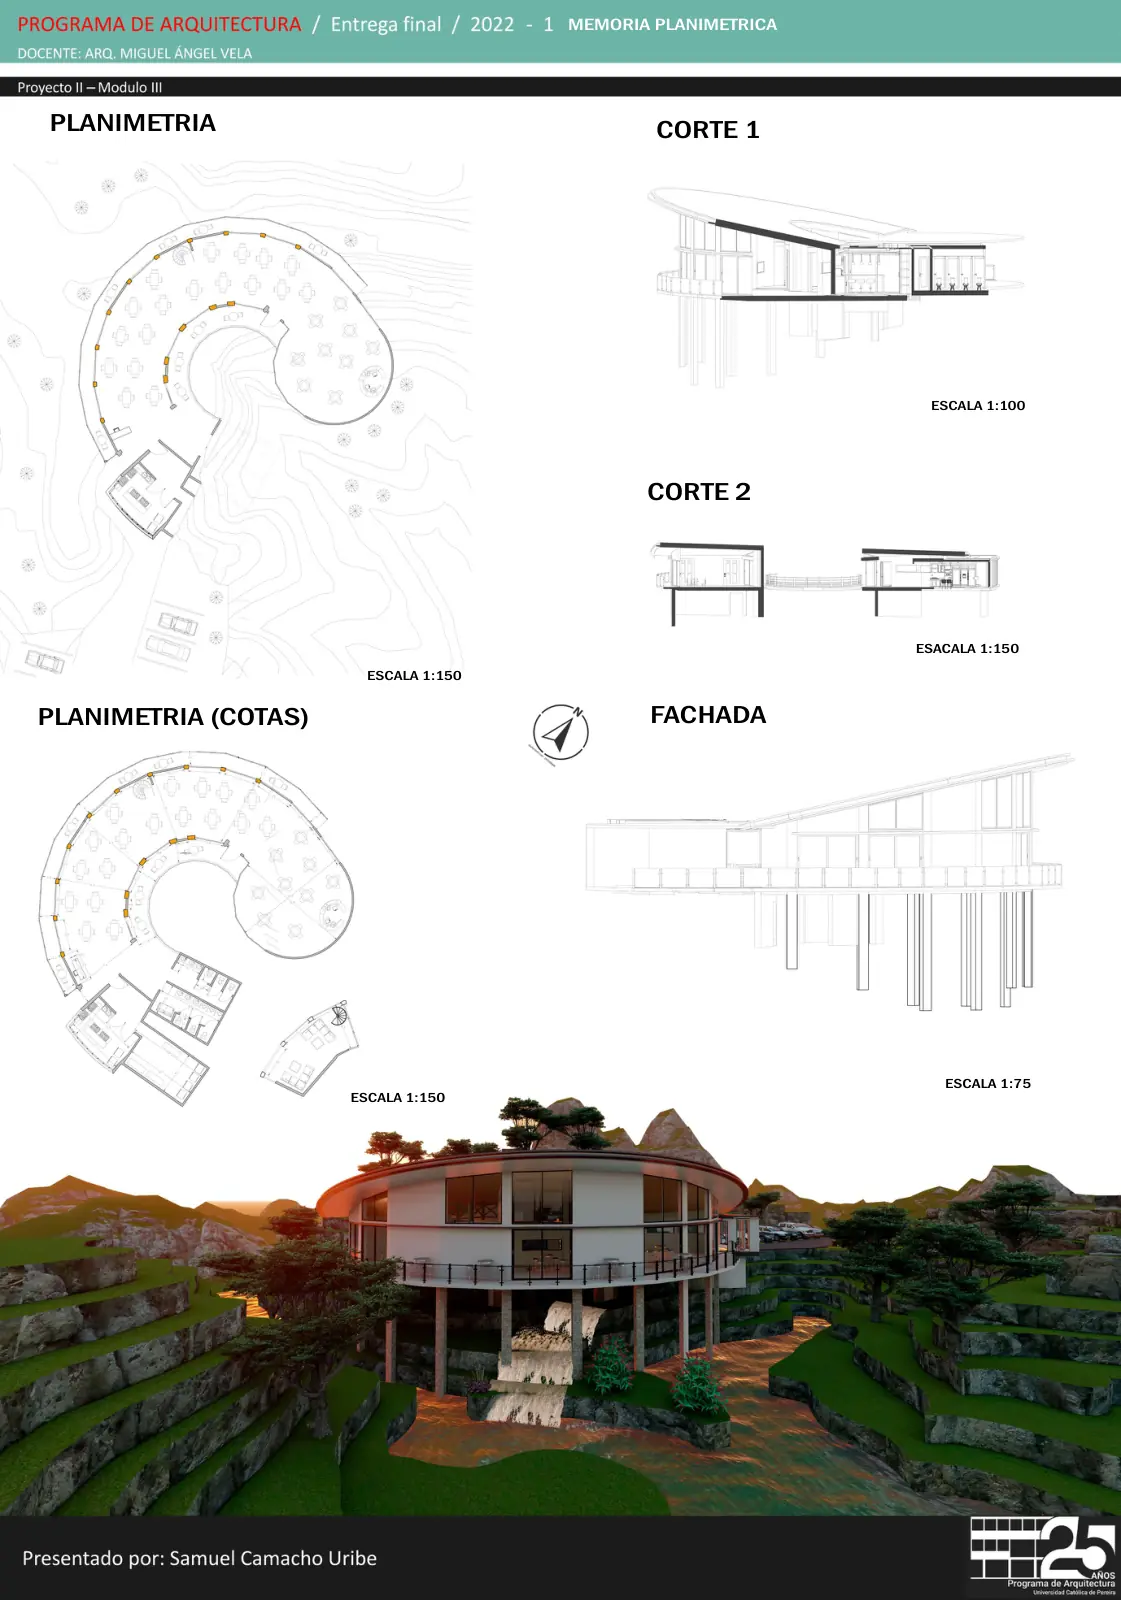 PROGRAMA DE ARQUITECTURA / Entrega final / 2022 - 1 MEMORIA PLANIMETRICA
DOCENTE: ARQ. MIGUEL ÁNGEL VELA
Proyecto II – Modulo III
PLANIMETRIA
CORTE 1
ESCALA 1:100
CORTE 2
ESACALA 1:150
ESCALA 1:150
PLANIMETRIA (COTAS)
N
FACHADA
ESCALA 1:75
ESCALA 1:150
Presentado por: Samuel Camacho Uribe
25
AÑOS
Programa de Arquitectura
Universidad Católica de Pereira